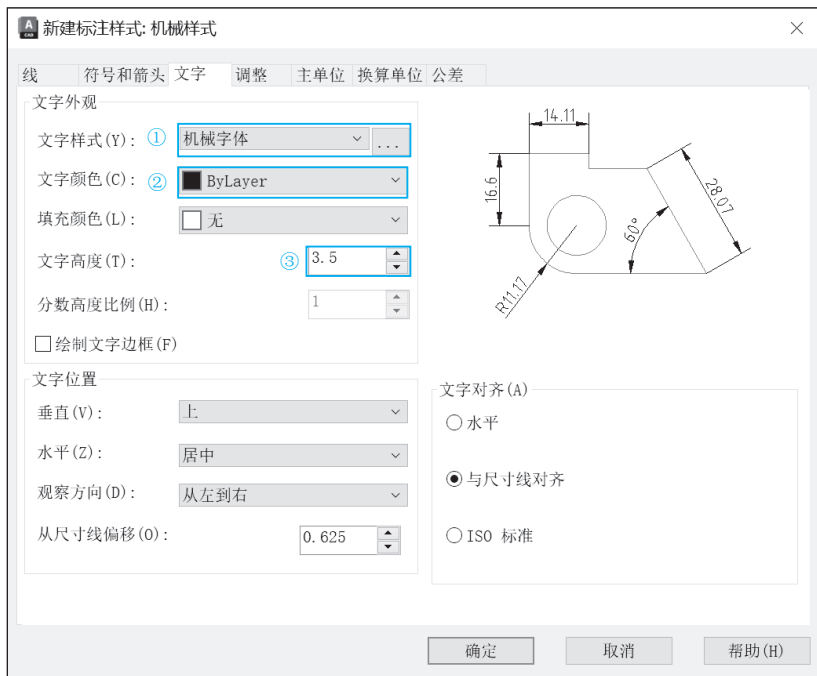 A
CAD
新建标注样式: 机械样式
线 符号和箭头 文字 调整 主单位 换算单位 公差
文字外观
文字样式(Y): ① 机械字体 ...
文字颜色(C): ② ByLayer
填充颜色(L): 无
文字高度(T): ③ 3.5
分数高度比例(H): 1
绘制文字边框(F)
14.11
16.6
28.07
60°
R11.17
文字位置
垂直(V): 上
水平(Z): 居中
观察方向(D): 从左到右
从尺寸线偏移(O): 0.625
文字对齐(A)
水平
与尺寸线对齐
ISO 标准
确定 取消 帮助(H)